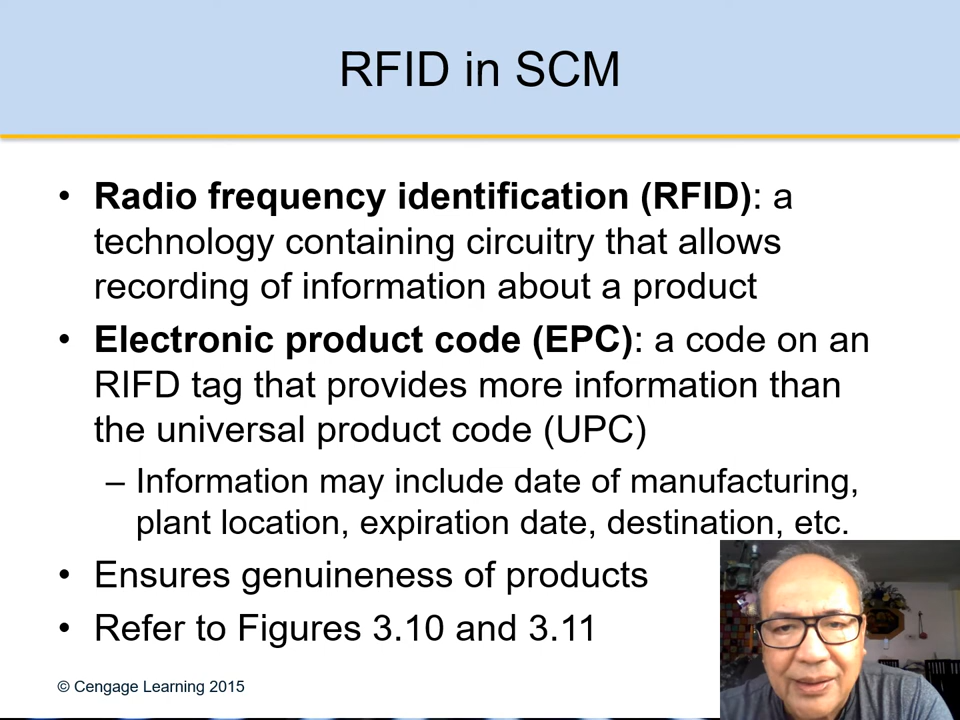 RFID in SCM
• Radio frequency identification (RFID): a
technology containing circuitry that allows
recording of information about a product
• Electronic product code (EPC): a code on an
RIFD tag that provides more information than
the universal product code (UPC)
– Information may include date of manufacturing,
plant location, expiration date, destination, etc.
• Ensures genuineness of products
• Refer to Figures 3.10 and 3.11
© Cengage Learning 2015